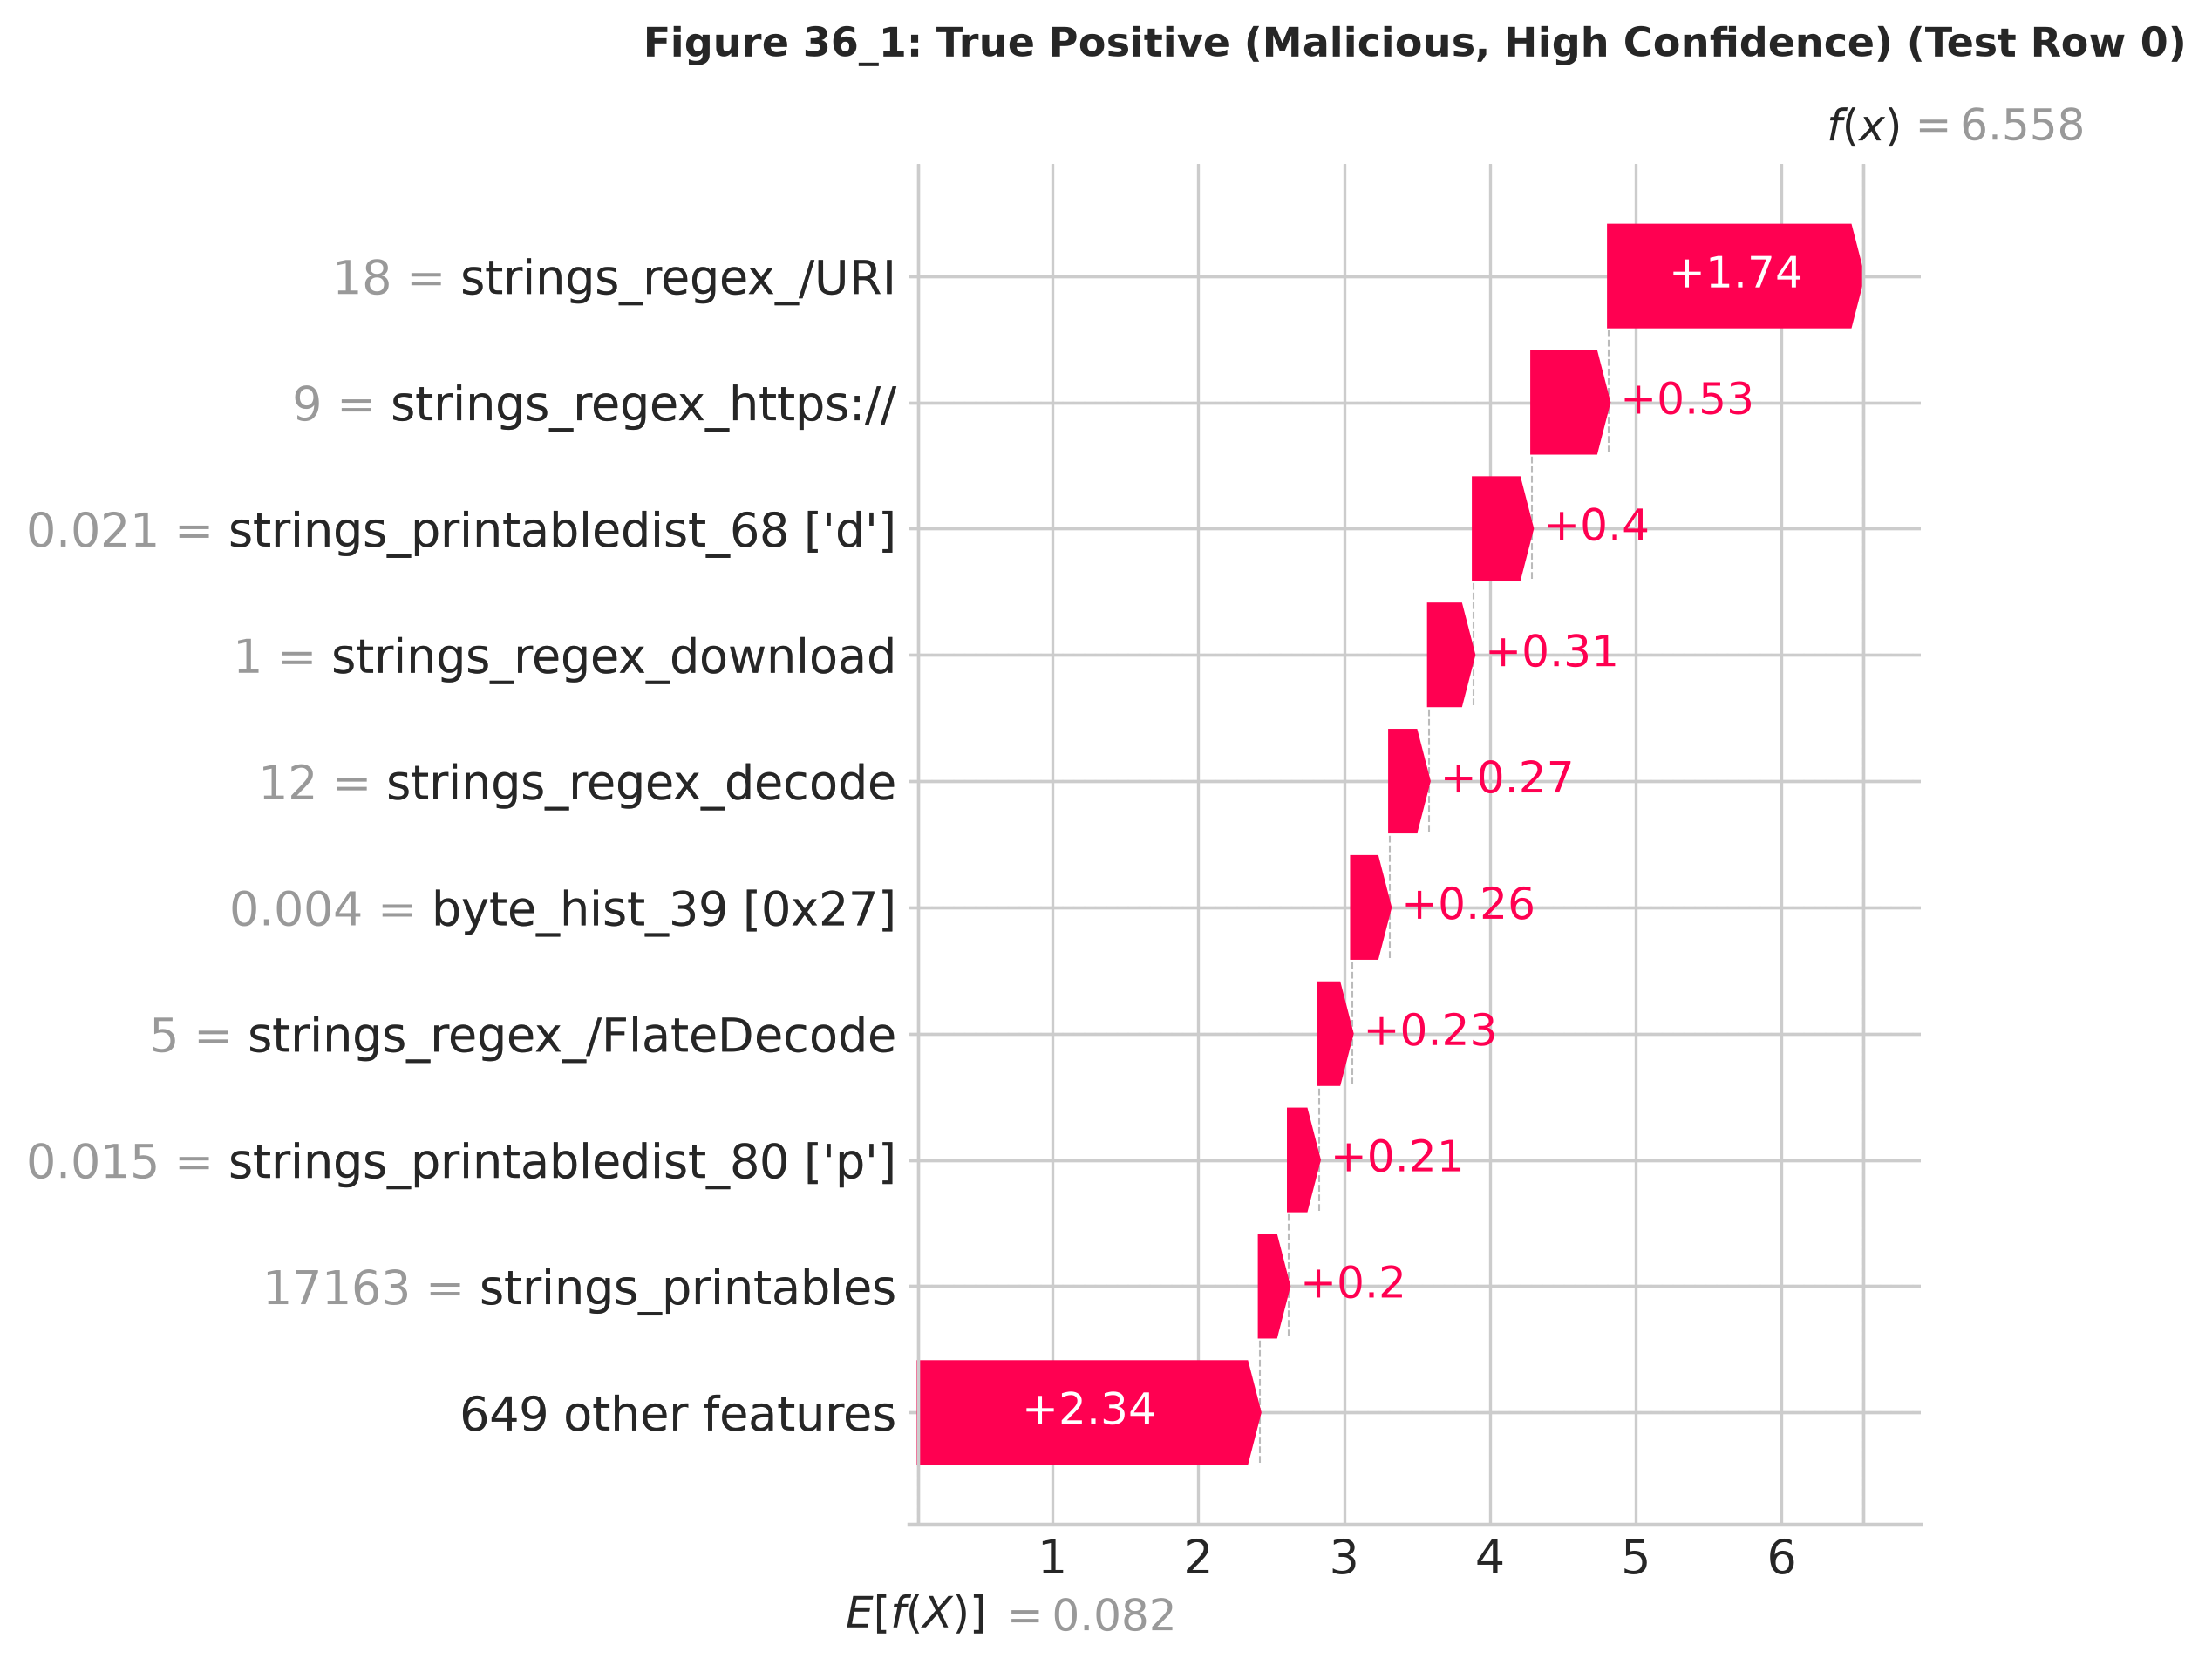 Figure 36_1: True Positive (Malicious, High Confidence) (Test Row 0)
f(x) = 6.558
18 = strings_regex_/URI +1.74
9 = strings_regex_https:// +0.53
0.021 = strings_printabledist_68 ['d'] +0.4
1 = strings_regex_download +0.31
12 = strings_regex_decode +0.27
0.004 = byte_hist_39 [0x27] +0.26
5 = strings_regex_/FlateDecode +0.23
0.015 = strings_printabledist_80 ['p'] +0.21
17163 = strings_printables +0.2
649 other features +2.34
1 2 3 4 5 6
E[f(X)] = 0.082